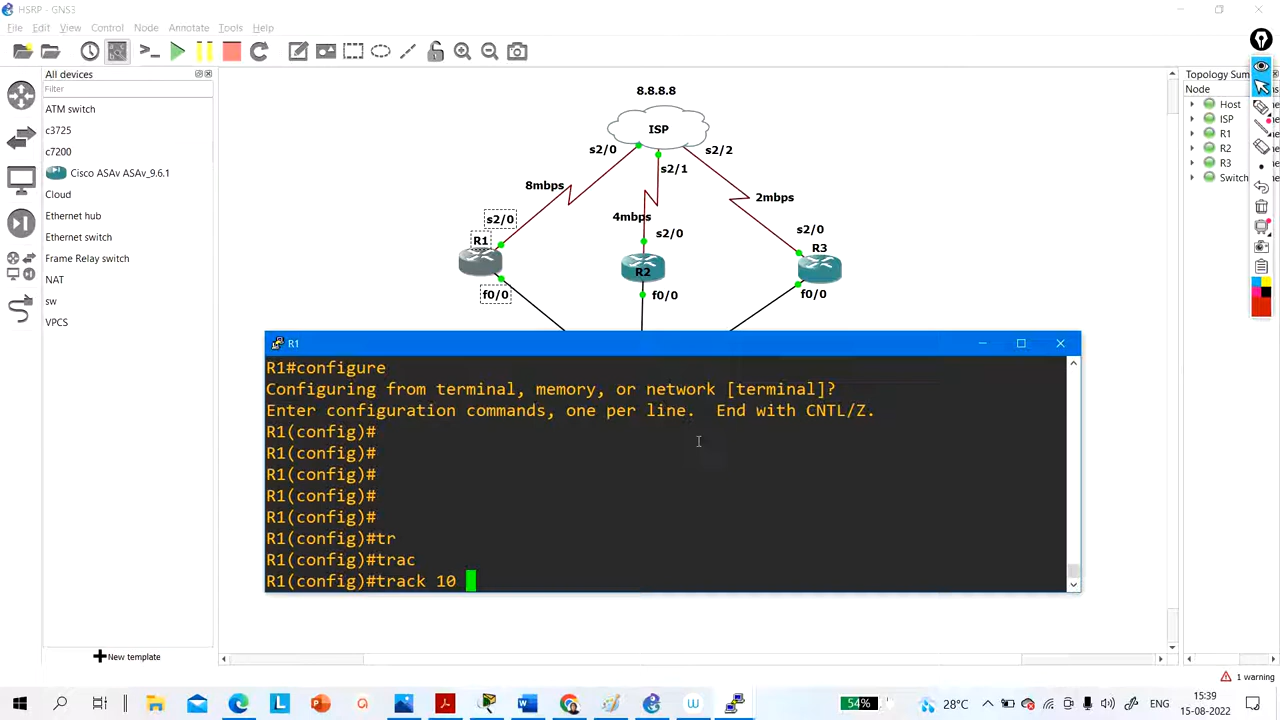 HSRP - GNS3
File Edit View Control Node Annotate Tools Help
All devices
Filter
ATM switch
c3725
c7200
Cisco ASAv ASAv_9.6.1
Cloud
Ethernet hub
Ethernet switch
Frame Relay switch
NAT
sw
VPCS
New template
8.8.8.8
ISP
s2/0
s2/2
s2/1
8mbps
4mbps
2mbps
s2/0
s2/0
s2/0
R1
R2
R3
f0/0
f0/0
f0/0
Topology Sum
Node
Host
ISP
R1
R2
R3
Switch
R1
R1#configure
Configuring from terminal, memory, or network [terminal]?
Enter configuration commands, one per line.  End with CNTL/Z.
R1(config)#
R1(config)#
R1(config)#
R1(config)#
R1(config)#
R1(config)#tr
R1(config)#trac
R1(config)#track 10
1 warning
54%
28°C
ENG
15:39
15-08-2022